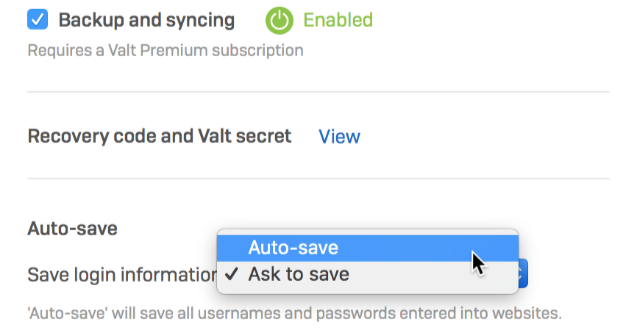 Backup and syncing Enabled
Requires a Valt Premium subscription
Recovery code and Valt secret View
Auto-save
Auto-save
Save login information ✓ Ask to save
'Auto-save' will save all usernames and passwords entered into websites.